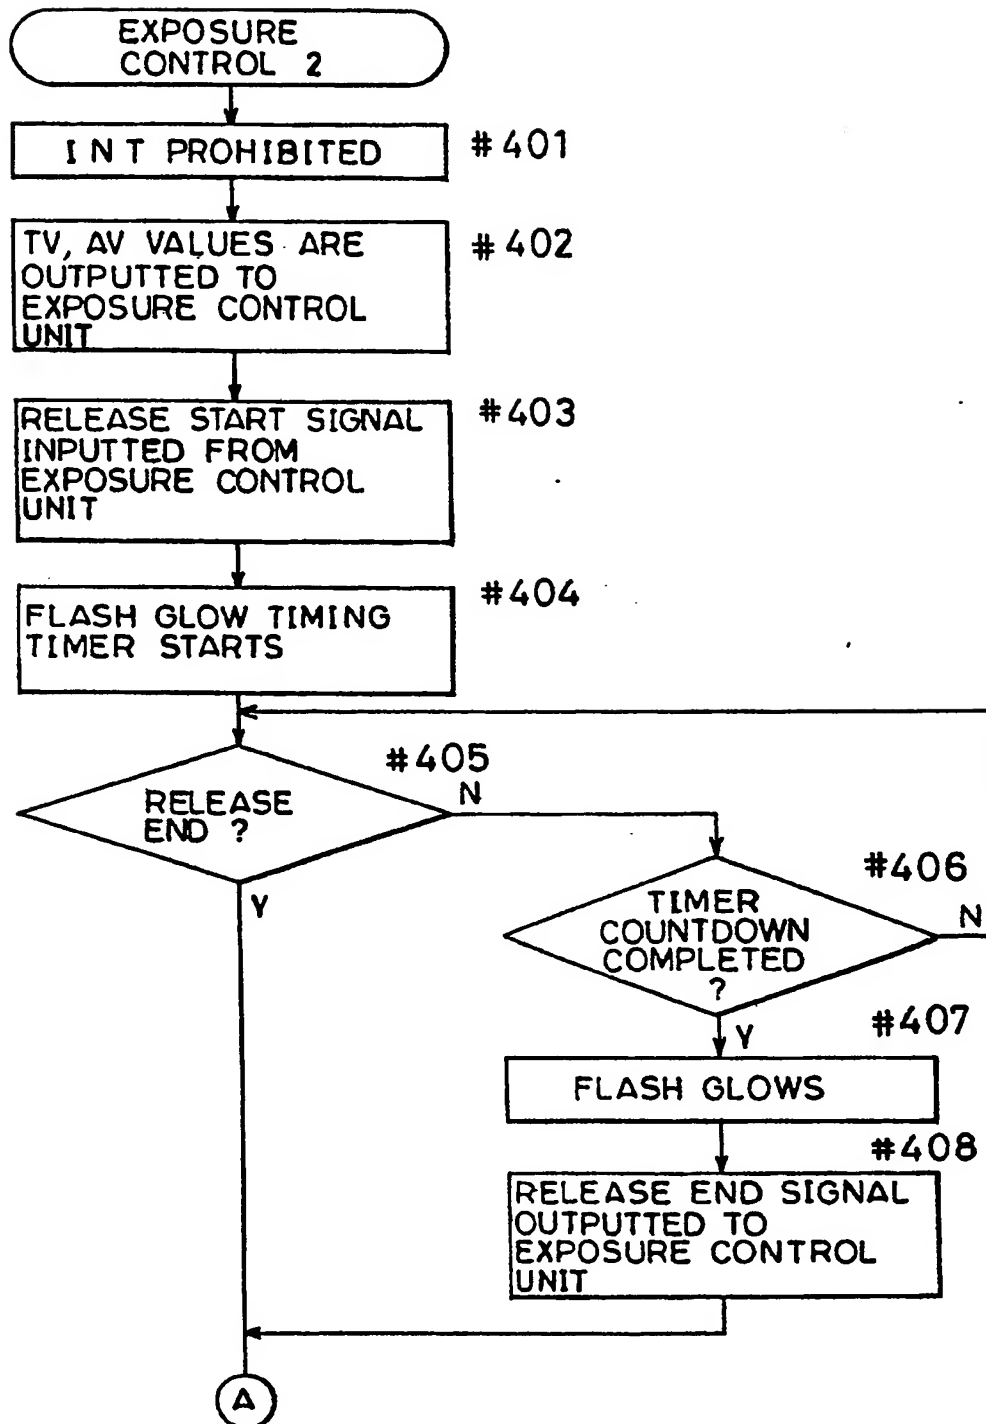 EXPOSURE
CONTROL 2
INT PROHIBITED
#401
TV, AV VALUES ARE
OUTPUTTED TO
EXPOSURE CONTROL
UNIT
#402
RELEASE START SIGNAL
INPUTTED FROM
EXPOSURE CONTROL
UNIT
#403
FLASH GLOW TIMING
TIMER STARTS
#404
#405
RELEASE
END ?
N
Y
#406
TIMER
COUNTDOWN
COMPLETED
?
N
Y
#407
FLASH GLOWS
#408
RELEASE END SIGNAL
OUTPUTTED TO
EXPOSURE CONTROL
UNIT
A